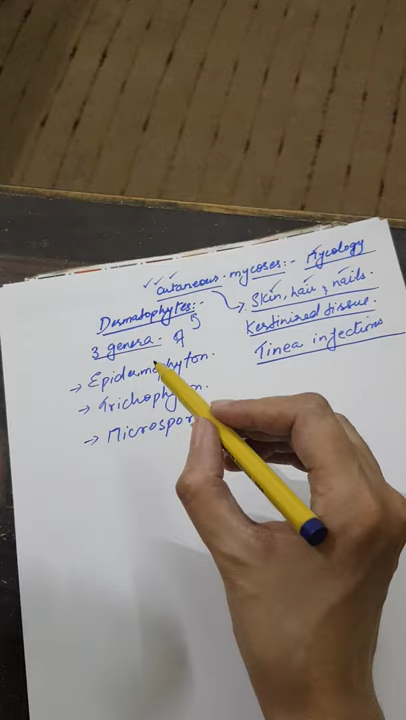 Cutaneous mycoses:- Mycology
Dermatophytes:-
3 genera.
→ Epidermophyton.
→ Trichophyton.
→ Microspor
Skin, hair, nails.
Keratinized tissue.
Tinea infections